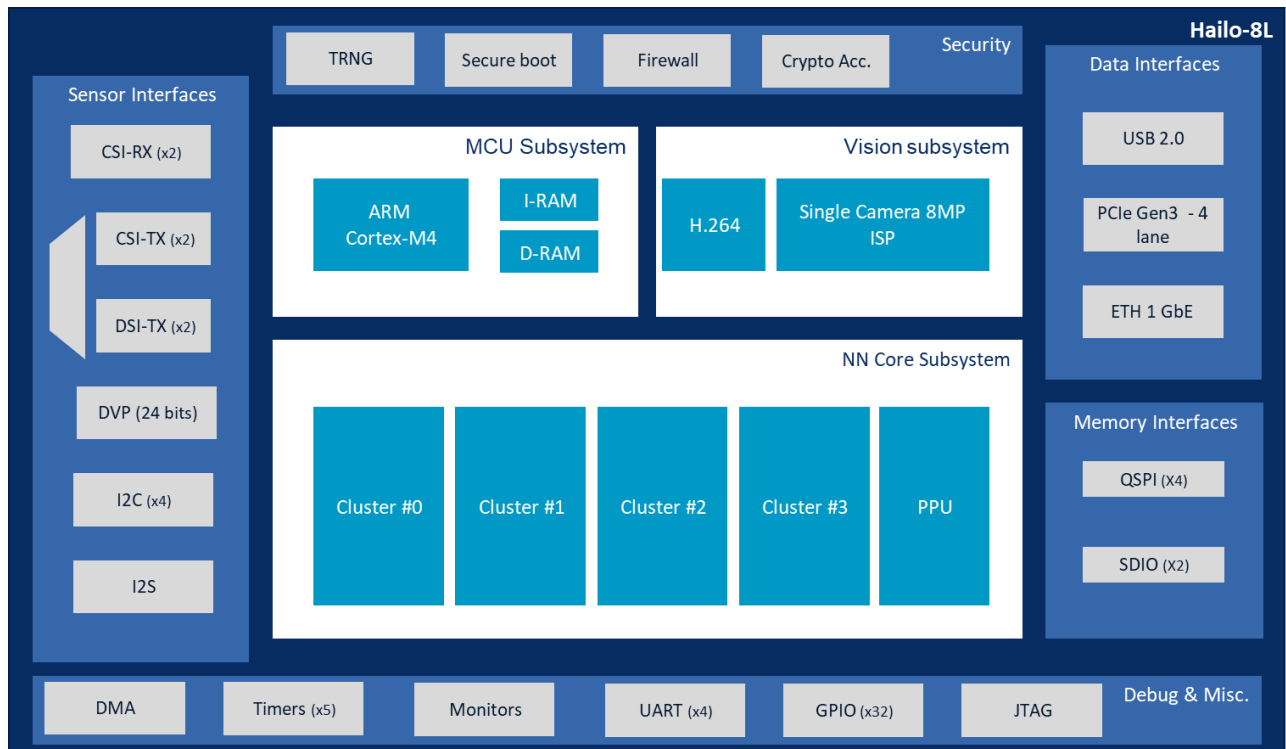 Hailo-8L
Security
TRNG
Secure boot
Firewall
Crypto Acc.
Sensor Interfaces
CSI-RX (x2)
CSI-TX (x2)
DSI-TX (x2)
DVP (24 bits)
I2C (x4)
I2S
MCU Subsystem
ARM
Cortex-M4
I-RAM
D-RAM
Vision subsystem
H.264
Single Camera 8MP
ISP
NN Core Subsystem
Cluster #0
Cluster #1
Cluster #2
Cluster #3
PPU
Data Interfaces
USB 2.0
PCIe Gen3 - 4
lane
ETH 1 GbE
Memory Interfaces
QSPI (X4)
SDIO (X2)
Debug & Misc.
DMA
Timers (x5)
Monitors
UART (x4)
GPIO (x32)
JTAG